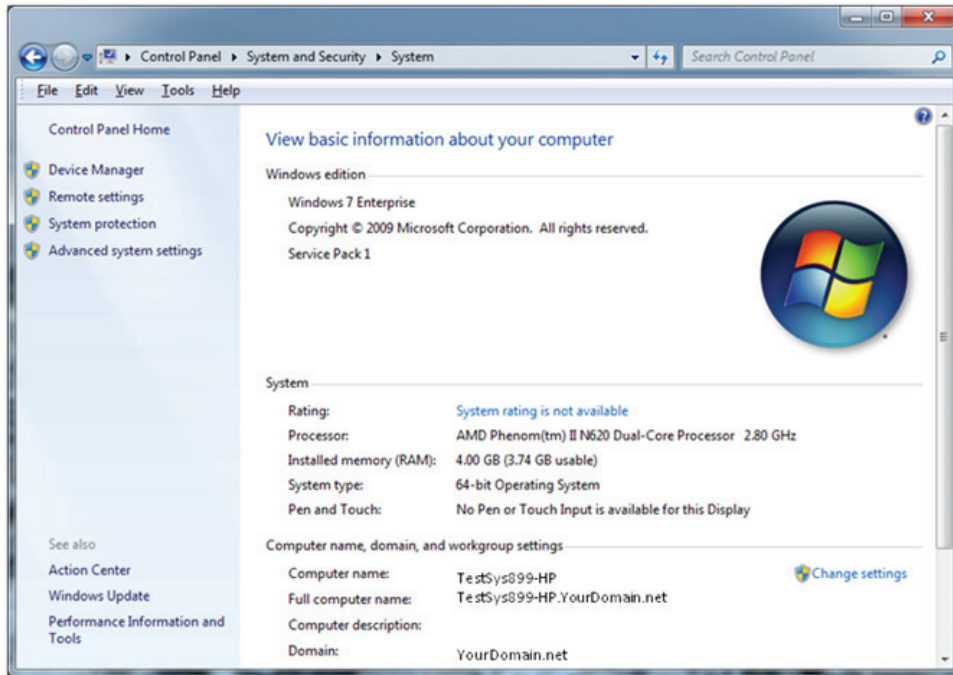 Control Panel ▸ System and Security ▸ System
Search Control Panel
File Edit View Tools Help
Control Panel Home
Device Manager
Remote settings
System protection
Advanced system settings
See also
Action Center
Windows Update
Performance Information and
Tools
View basic information about your computer
Windows edition
Windows 7 Enterprise
Copyright © 2009 Microsoft Corporation. All rights reserved.
Service Pack 1
System
Rating: System rating is not available
Processor: AMD Phenom(tm) II N620 Dual-Core Processor 2.80 GHz
Installed memory (RAM): 4.00 GB (3.74 GB usable)
System type: 64-bit Operating System
Pen and Touch: No Pen or Touch Input is available for this Display
Computer name, domain, and workgroup settings
Computer name: TestSys899-HP
Change settings
Full computer name: TestSys899-HP.YourDomain.net
Computer description:
Domain: YourDomain.net